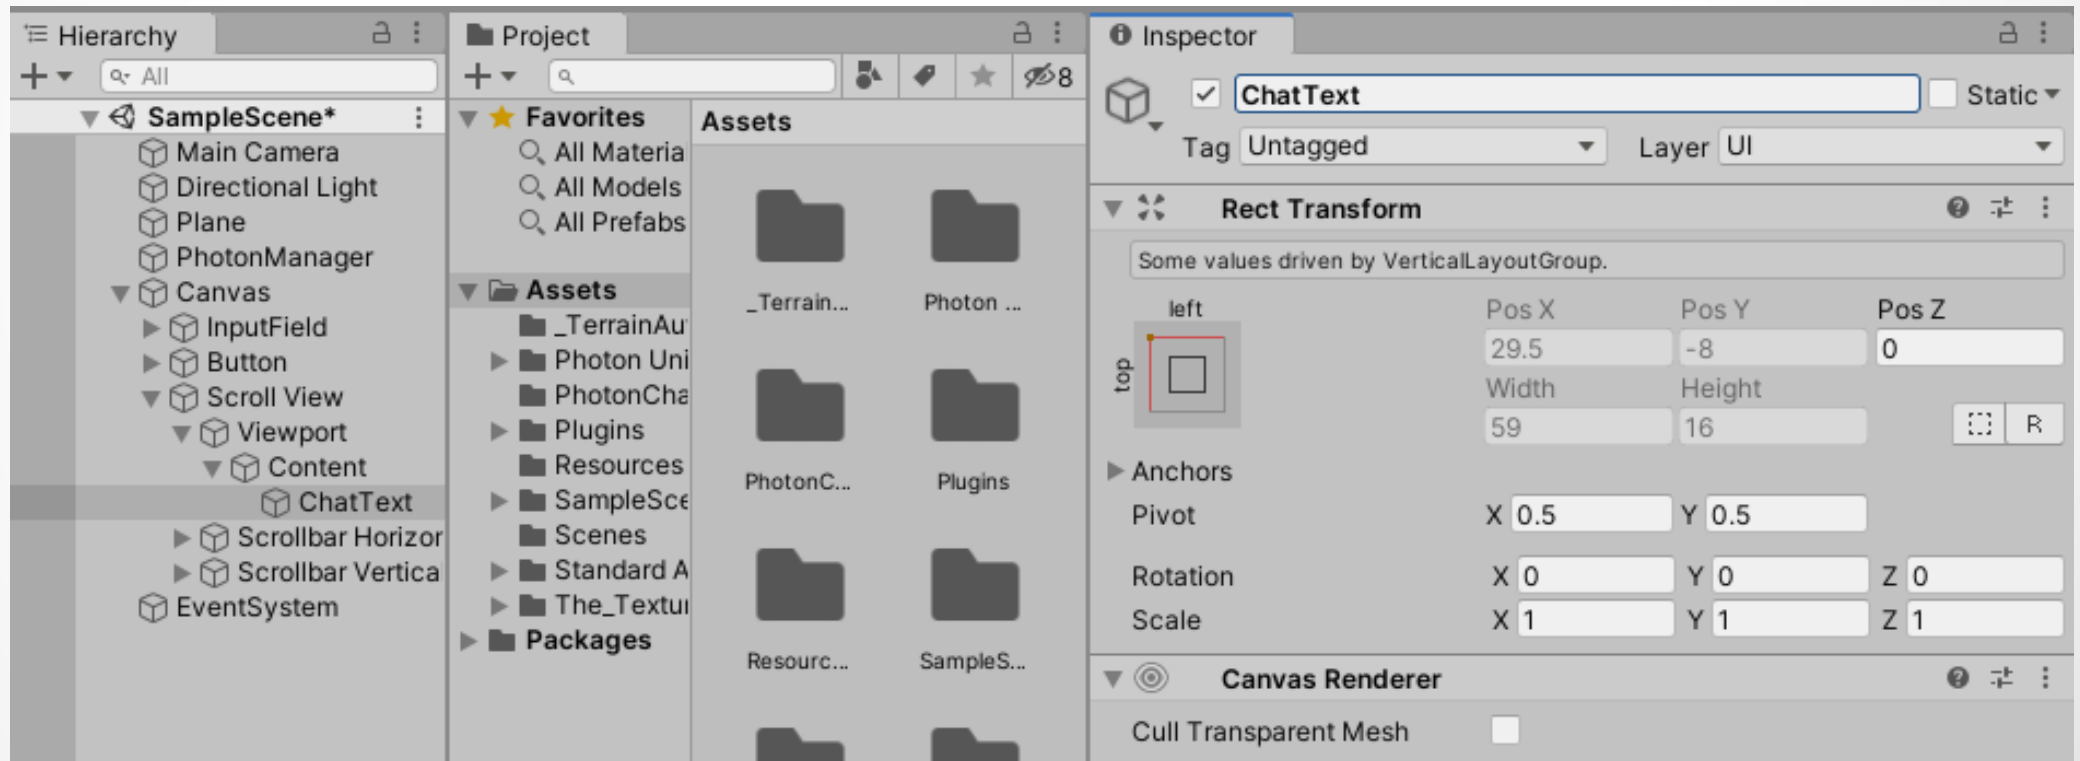 Hierarchy
All
SampleScene*
Main Camera
Directional Light
Plane
PhotonManager
Canvas
InputField
Button
Scroll View
Viewport
Content
ChatText
Scrollbar Horizor
Scrollbar Vertica
EventSystem
Project
8
Favorites
All Materia
All Models
All Prefabs
Assets
_TerrainAu
Photon Uni
PhotonCha
Plugins
Resources
SampleSce
Scenes
Standard A
The_Textur
Packages
Assets
_Terrain...
Photon ...
PhotonC...
Plugins
Resourc...
SampleS...
Inspector
ChatText
Static
Tag Untagged Layer UI
Rect Transform
Some values driven by VerticalLayoutGroup.
left
top
Pos X Pos Y Pos Z
29.5 -8 0
Width Height
59 16
R
Anchors
Pivot X 0.5 Y 0.5
Rotation X 0 Y 0 Z 0
Scale X 1 Y 1 Z 1
Canvas Renderer
Cull Transparent Mesh